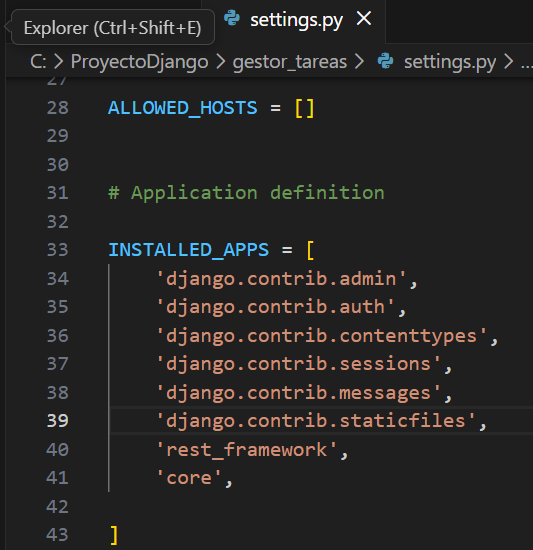 Explorer (Ctrl+Shift+E)
settings.py
C: > ProyectoDjango > gestor_tareas > settings.py > ...
27
28 ALLOWED_HOSTS = []
29
30
31 # Application definition
32
33 INSTALLED_APPS = [
34 'django.contrib.admin',
35 'django.contrib.auth',
36 'django.contrib.contenttypes',
37 'django.contrib.sessions',
38 'django.contrib.messages',
39 'django.contrib.staticfiles',
40 'rest_framework',
41 'core',
42
43 ]